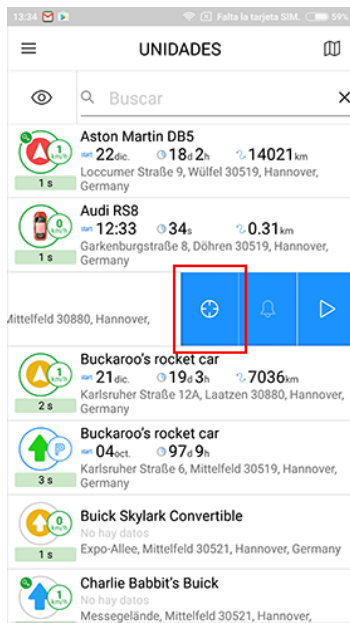 13:34 Falta la tarjeta SIM. 59%
UNIDADES
Buscar
Aston Martin DB5
1 km/h start 22dic. 18d 2h 14021km
Loccumer Straße 9, Wülfel 30519, Hannover,
1 s Germany
Audi RS8
0 km/h start 12:33 34s 0.31km
Garkenburgstraße 8, Döhren 30519, Hannover,
1 s Germany
Mittelfeld 30880, Hannover,
Buckaroo's rocket car
1 km/h start 21dic. 19d 3h 7036km
Karlsruher Straße 12A, Laatzen 30880, Hannover,
2 s Germany
Buckaroo's rocket car
P start 04oct. 97d 9h
Karlsruher Straße 6, Mittelfeld 30519, Hannover,
3 s Germany
Buick Skylark Convertible
0 km/h No hay datos
1 s Expo-Allee, Mittelfeld 30521, Hannover, Germany
Charlie Babbit's Buick
1 km/h No hay datos
Messegelände, Mittelfeld 30521, Hannover,